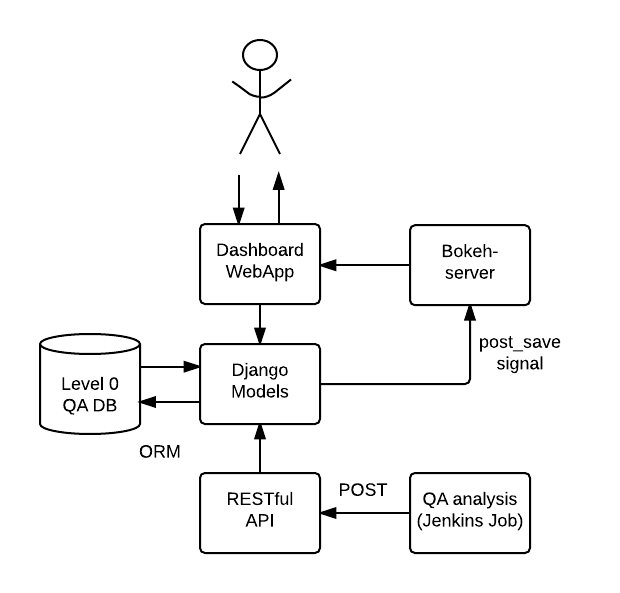 Dashboard
WebApp
Bokeh-
server
post_save
signal
Level 0
QA DB
Django
Models
ORM
RESTful
API
POST
QA analysis
(Jenkins Job)